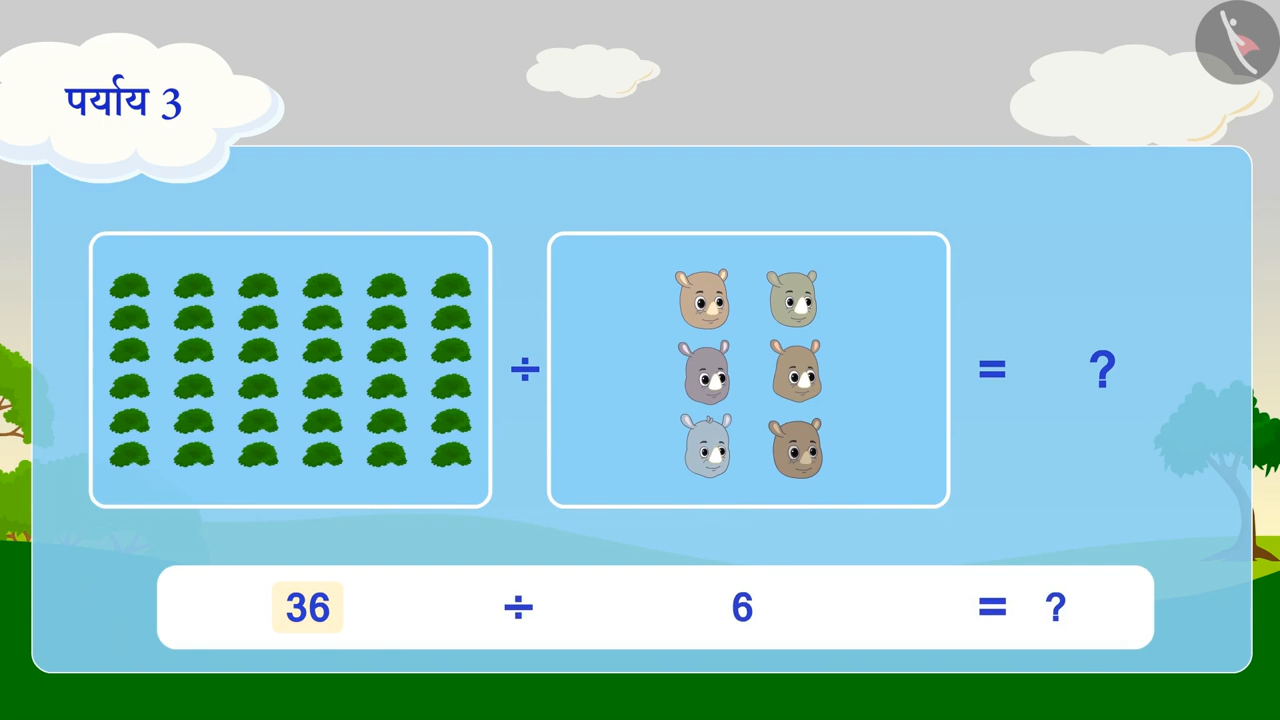 पर्याय 3
÷ = ?
36 ÷ 6 = ?